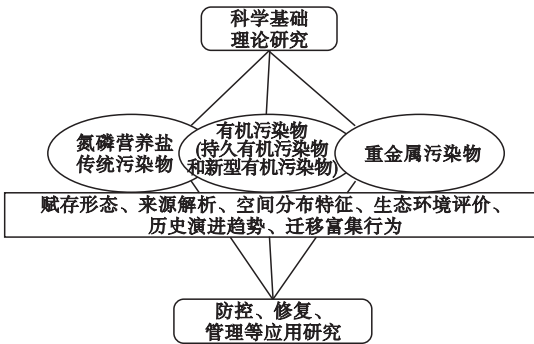 科学基础
理论研究
氮磷营养盐
传统污染物
有机污染物
(持久有机污染物
和新型有机污染物)
重金属污染物
赋存形态、来源解析、空间分布特征、生态环境评价、
历史演进趋势、迁移富集行为
防控、修复、
管理等应用研究